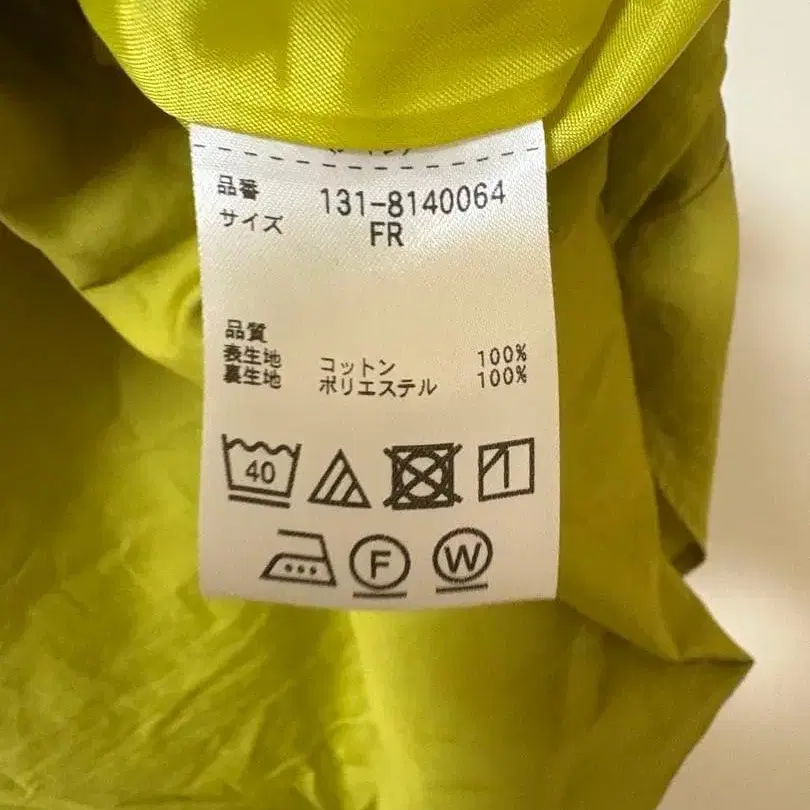 品番 131-8140064
サイズ FR
品質
表生地 コットン 100%
裏生地 ポリエステル 100%
40
F W